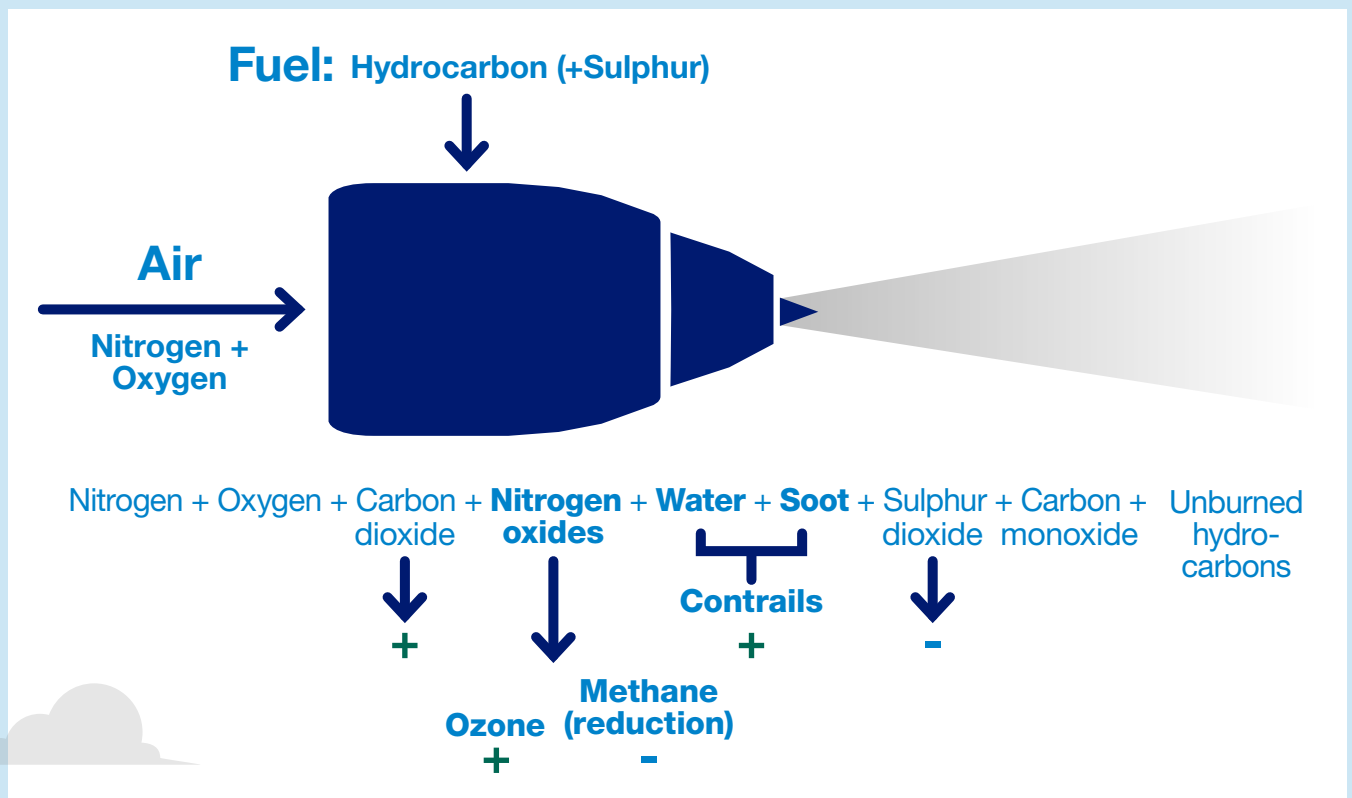 Fuel: Hydrocarbon (+Sulphur)
Air
Nitrogen +
Oxygen
Nitrogen + Oxygen + Carbon + Nitrogen + Water + Soot + Sulphur + Carbon + Unburned
dioxide oxides dioxide monoxide hydro-
carbons
Contrails
+ + -
Methane
Ozone (reduction)
+ -